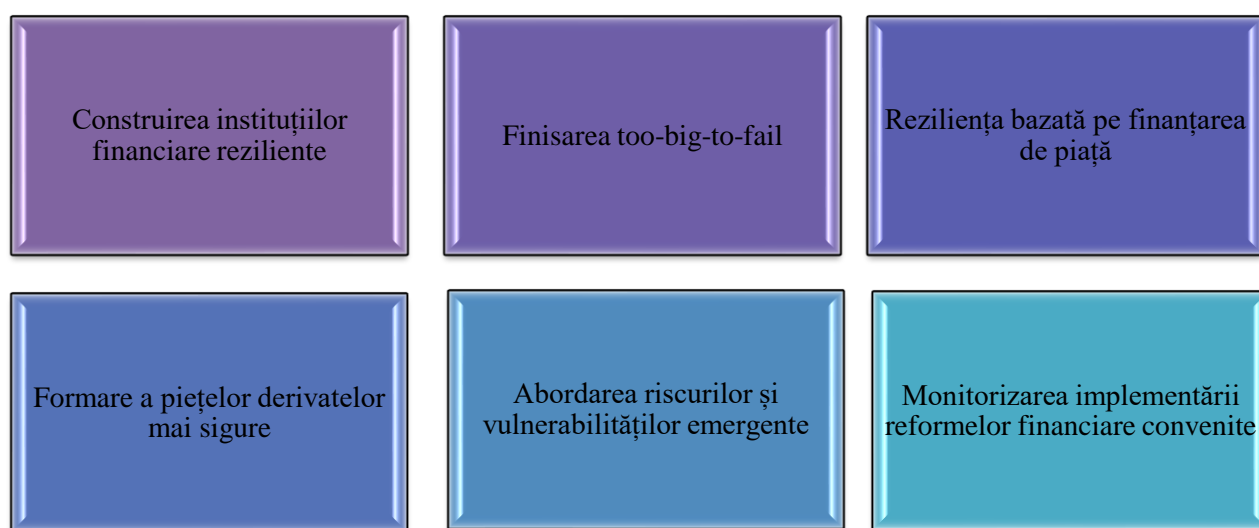 Construirea instituțiilor
financiare reziliente
Finisarea too-big-to-fail
Reziliența bazată pe finanțarea
de piață
Formare a piețelor derivatelor
mai sigure
Abordarea riscurilor și
vulnerabilităților emergente
Monitorizarea implementării
reformelor financiare convenite